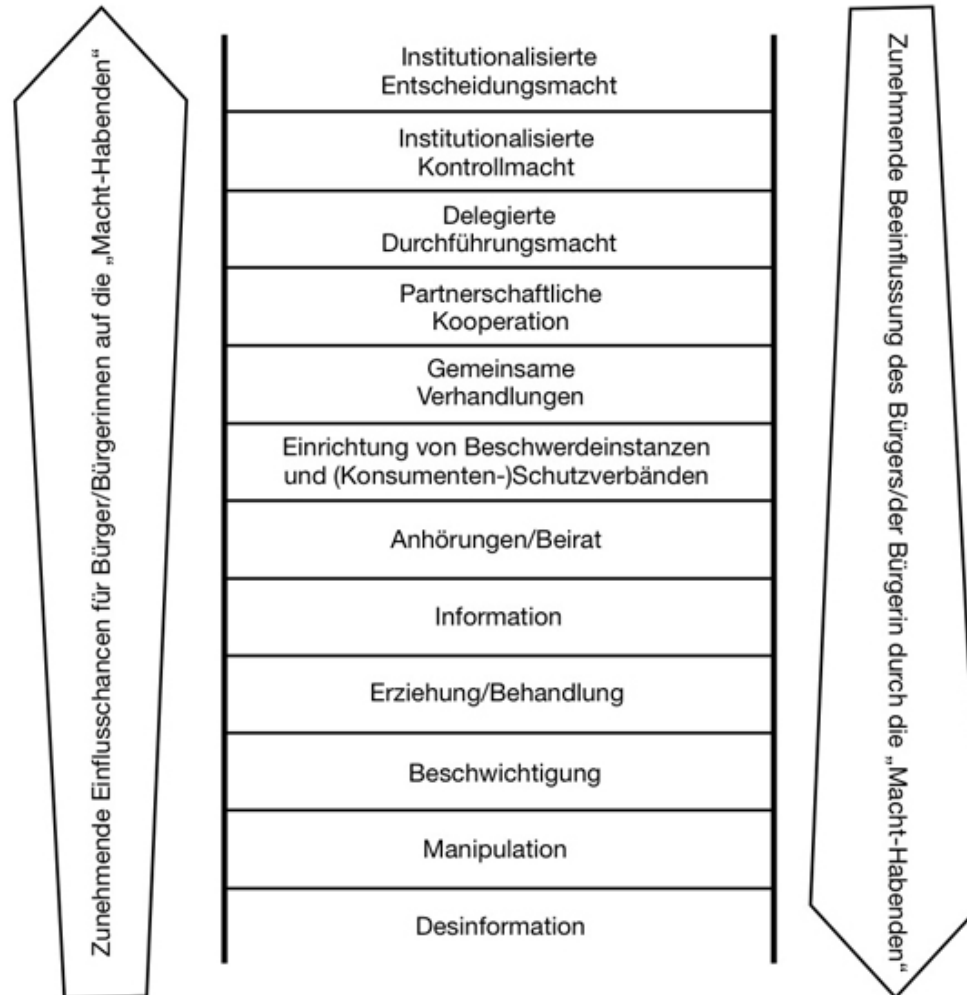 Zunehmende Einflusschancen für Bürger/Bürgerinnen auf die „Macht-Habenden“
Institutionalisierte
Entscheidungsmacht
Institutionalisierte
Kontrollmacht
Delegierte
Durchführungsmacht
Partnerschaftliche
Kooperation
Gemeinsame
Verhandlungen
Einrichtung von Beschwerdeinstanzen
und (Konsumenten-)Schutzverbänden
Anhörungen/Beirat
Information
Erziehung/Behandlung
Beschwichtigung
Manipulation
Desinformation
Zunehmende Beeinflussung des Bürgers/der Bürgerin durch die „Macht-Habenden“